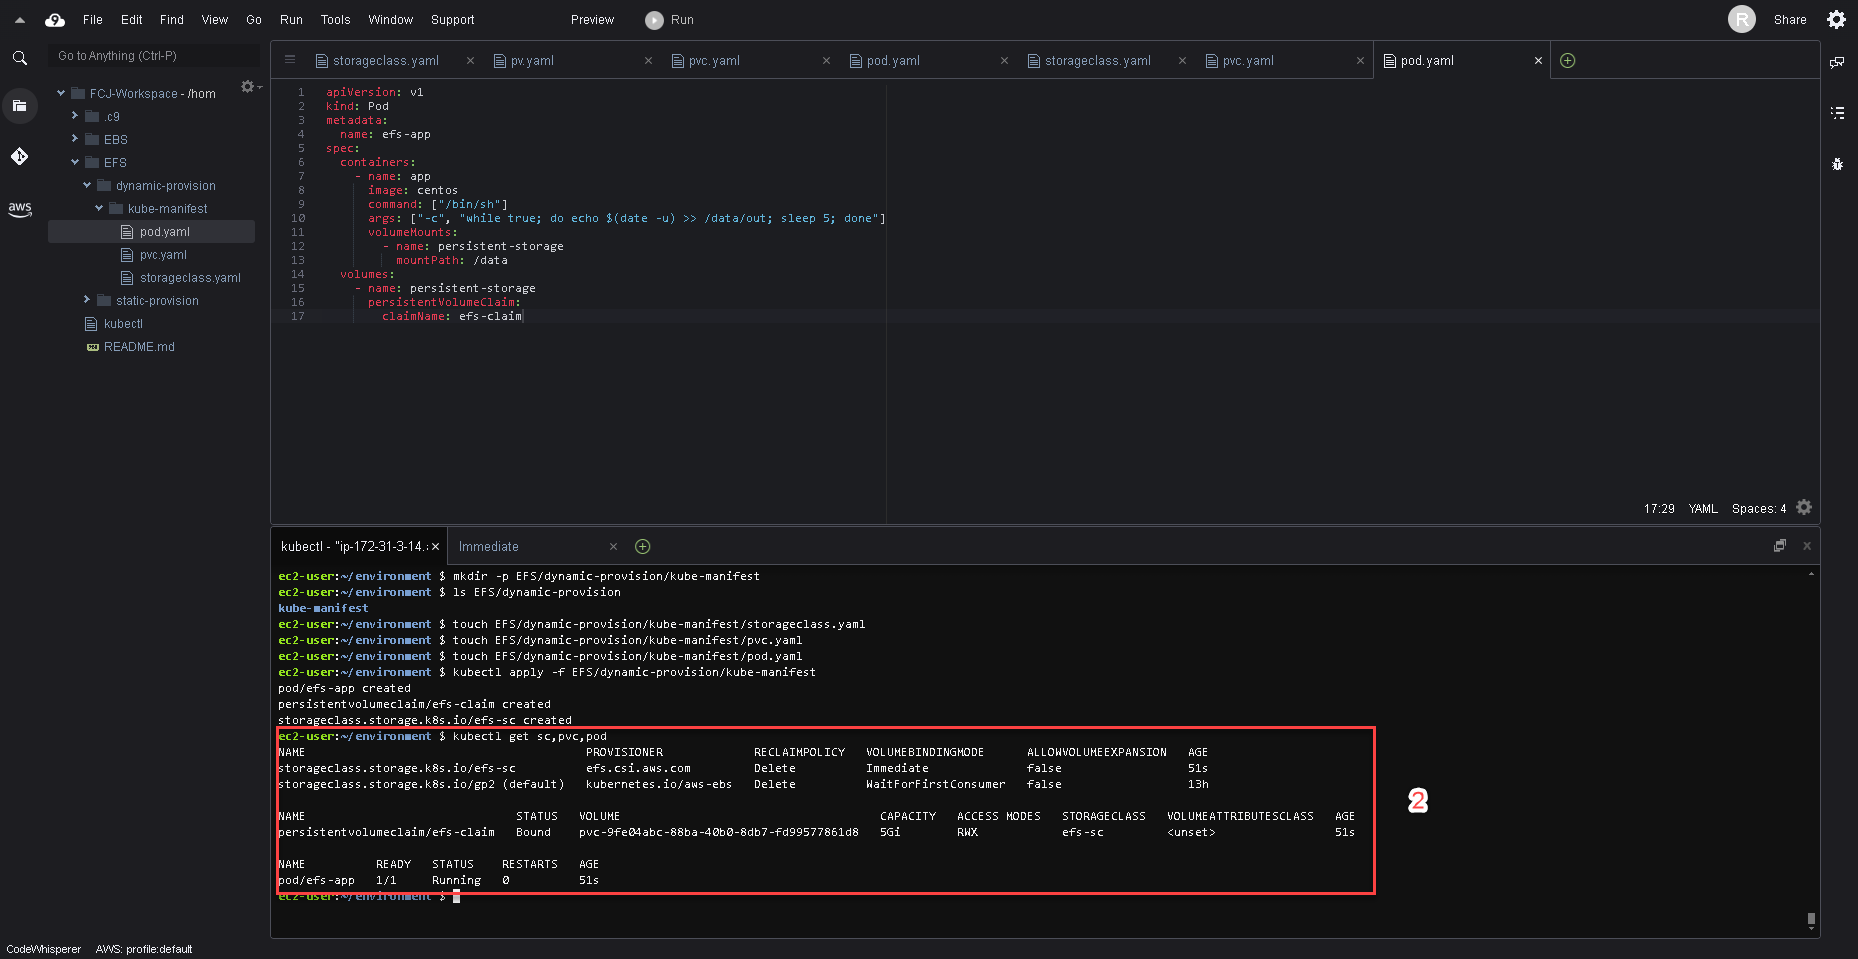 File Edit Find View Go Run Tools Window Support Preview Run R Share
Go to Anything (Ctrl-P)
storageclass.yaml pv.yaml pvc.yaml pod.yaml storageclass.yaml pvc.yaml pod.yaml
FCJ-Workspace - /hom
.c9
EBS
EFS
dynamic-provision
kube-manifest
pod.yaml
pvc.yaml
storageclass.yaml
static-provision
kubectl
README.md
aws
1 apiVersion: v1
2 kind: Pod
3 metadata:
4 name: efs-app
5 spec:
6 containers:
7 - name: app
8 image: centos
9 command: ["/bin/sh"]
10 args: ["-c", "while true; do echo $(date -u) >> /data/out; sleep 5; done"]
11 volumeMounts:
12 - name: persistent-storage
13 mountPath: /data
14 volumes:
15 - name: persistent-storage
16 persistentVolumeClaim:
17 claimName: efs-claim
17:29 YAML Spaces: 4
kubectl - "ip-172-31-3-14. Immediate
ec2-user:~/environment $ mkdir -p EFS/dynamic-provision/kube-manifest
ec2-user:~/environment $ ls EFS/dynamic-provision
kube-manifest
ec2-user:~/environment $ touch EFS/dynamic-provision/kube-manifest/storageclass.yaml
ec2-user:~/environment $ touch EFS/dynamic-provision/kube-manifest/pvc.yaml
ec2-user:~/environment $ touch EFS/dynamic-provision/kube-manifest/pod.yaml
ec2-user:~/environment $ kubectl apply -f EFS/dynamic-provision/kube-manifest
pod/efs-app created
persistentvolumeclaim/efs-claim created
storageclass.storage.k8s.io/efs-sc created
ec2-user:~/environment $ kubectl get sc,pvc,pod
NAME PROVISIONER RECLAIMPOLICY VOLUMEBINDINGMODE ALLOWVOLUMEEXPANSION AGE
storageclass.storage.k8s.io/efs-sc efs.csi.aws.com Delete Immediate false 51s
storageclass.storage.k8s.io/gp2 (default) kubernetes.io/aws-ebs Delete WaitForFirstConsumer false 13h
NAME STATUS VOLUME CAPACITY ACCESS MODES STORAGECLASS VOLUMEATTRIBUTESCLASS AGE
persistentvolumeclaim/efs-claim Bound pvc-9fe04abc-88ba-40b0-8db7-fd99577861d8 5Gi RWX efs-sc <unset> 51s
NAME READY STATUS RESTARTS AGE
pod/efs-app 1/1 Running 0 51s
ec2-user:~/environment $
2
CodeWhisperer AWS: profile:default